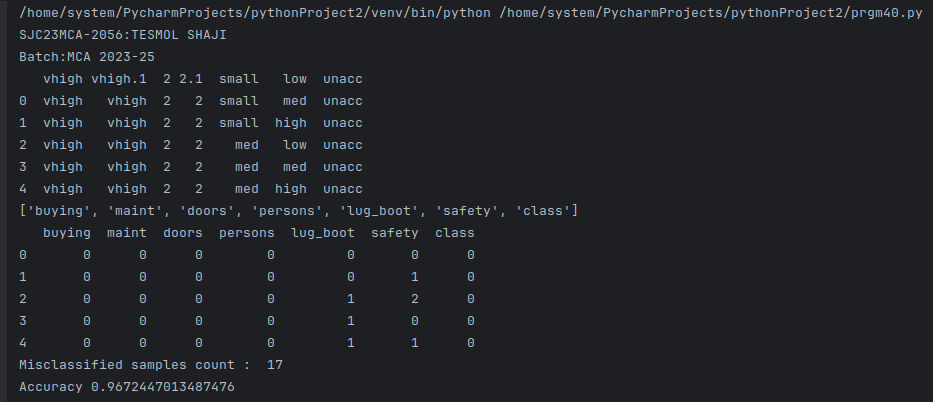 /home/system/PycharmProjects/pythonProject2/venv/bin/python /home/system/PycharmProjects/pythonProject2/prgm40.py
SJC23MCA-2056:TESMOL SHAJI
Batch:MCA 2023-25
   vhigh vhigh.1  2 2.1  small   low  unacc
0  vhigh   vhigh  2   2  small   med  unacc
1  vhigh   vhigh  2   2  small  high  unacc
2  vhigh   vhigh  2   2    med   low  unacc
3  vhigh   vhigh  2   2    med   med  unacc
4  vhigh   vhigh  2   2    med  high  unacc
['buying', 'maint', 'doors', 'persons', 'lug_boot', 'safety', 'class']
   buying  maint  doors  persons  lug_boot  safety  class
0       0      0      0        0         0       0      0
1       0      0      0        0         0       1      0
2       0      0      0        0         1       2      0
3       0      0      0        0         1       0      0
4       0      0      0        0         1       1      0
Misclassified samples count :  17
Accuracy 0.9672447013487476